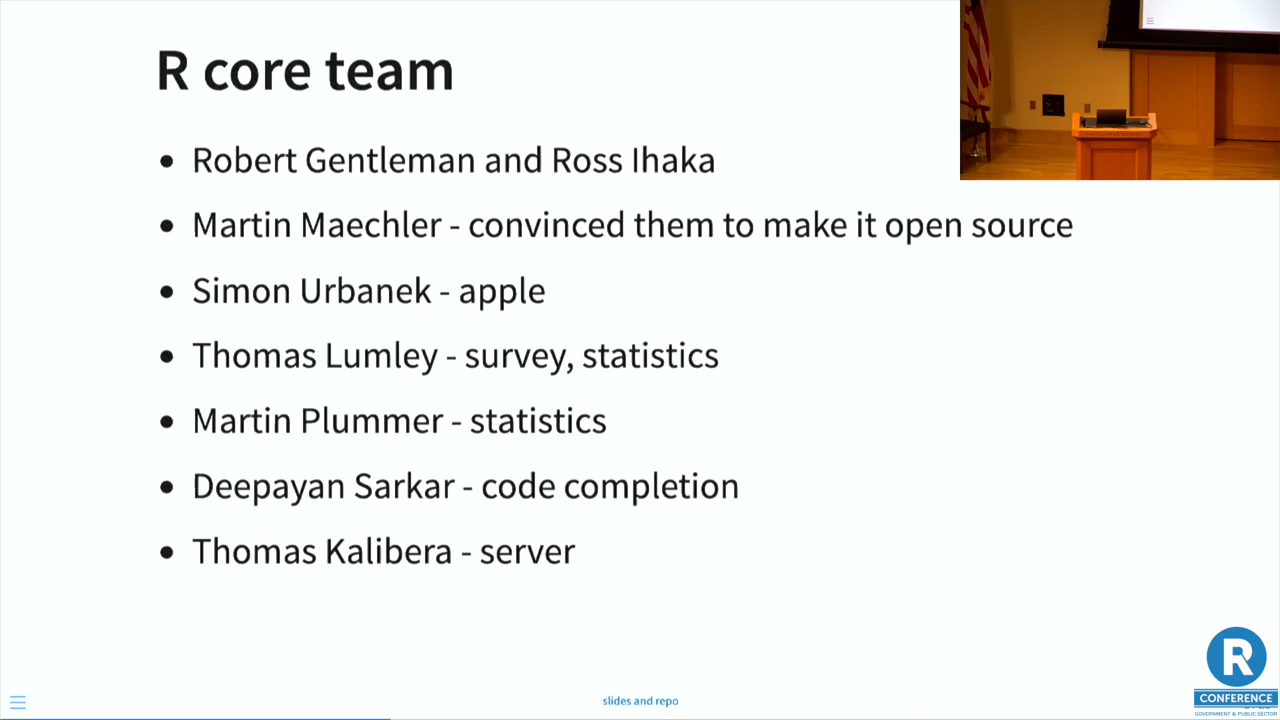 R core team
Robert Gentleman and Ross Ihaka
Martin Maechler - convinced them to make it open source
Simon Urbanek - apple
Thomas Lumley - survey, statistics
Martin Plummer - statistics
Deepayan Sarkar - code completion
Thomas Kalibera - server
slides and repo
R
CONFERENCE
GOVERNMENT & PUBLIC SECTOR